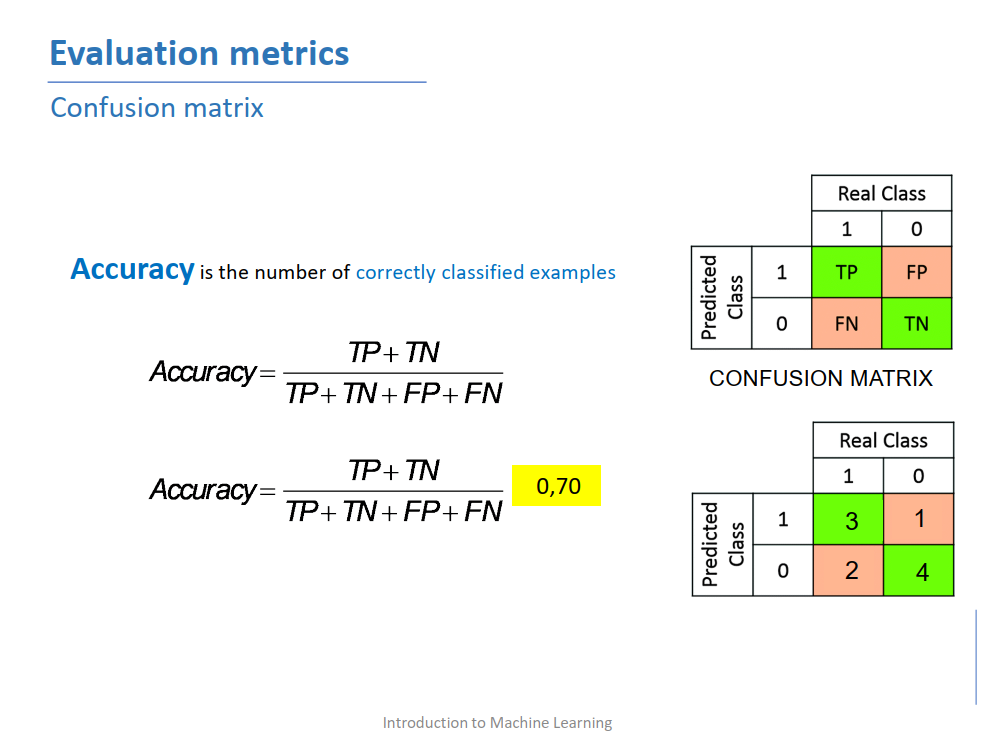 Evaluation metrics
Confusion matrix
Accuracy is the number of correctly classified examples
Accuracy = TP + TN
TP + TN + FP + FN
Accuracy = TP + TN
TP + TN + FP + FN
0,70
Real Class
1 0
Predicted
Class
1 TP FP
0 FN TN
CONFUSION MATRIX
Real Class
1 0
Predicted
Class
1 3 1
0 2 4
Introduction to Machine Learning